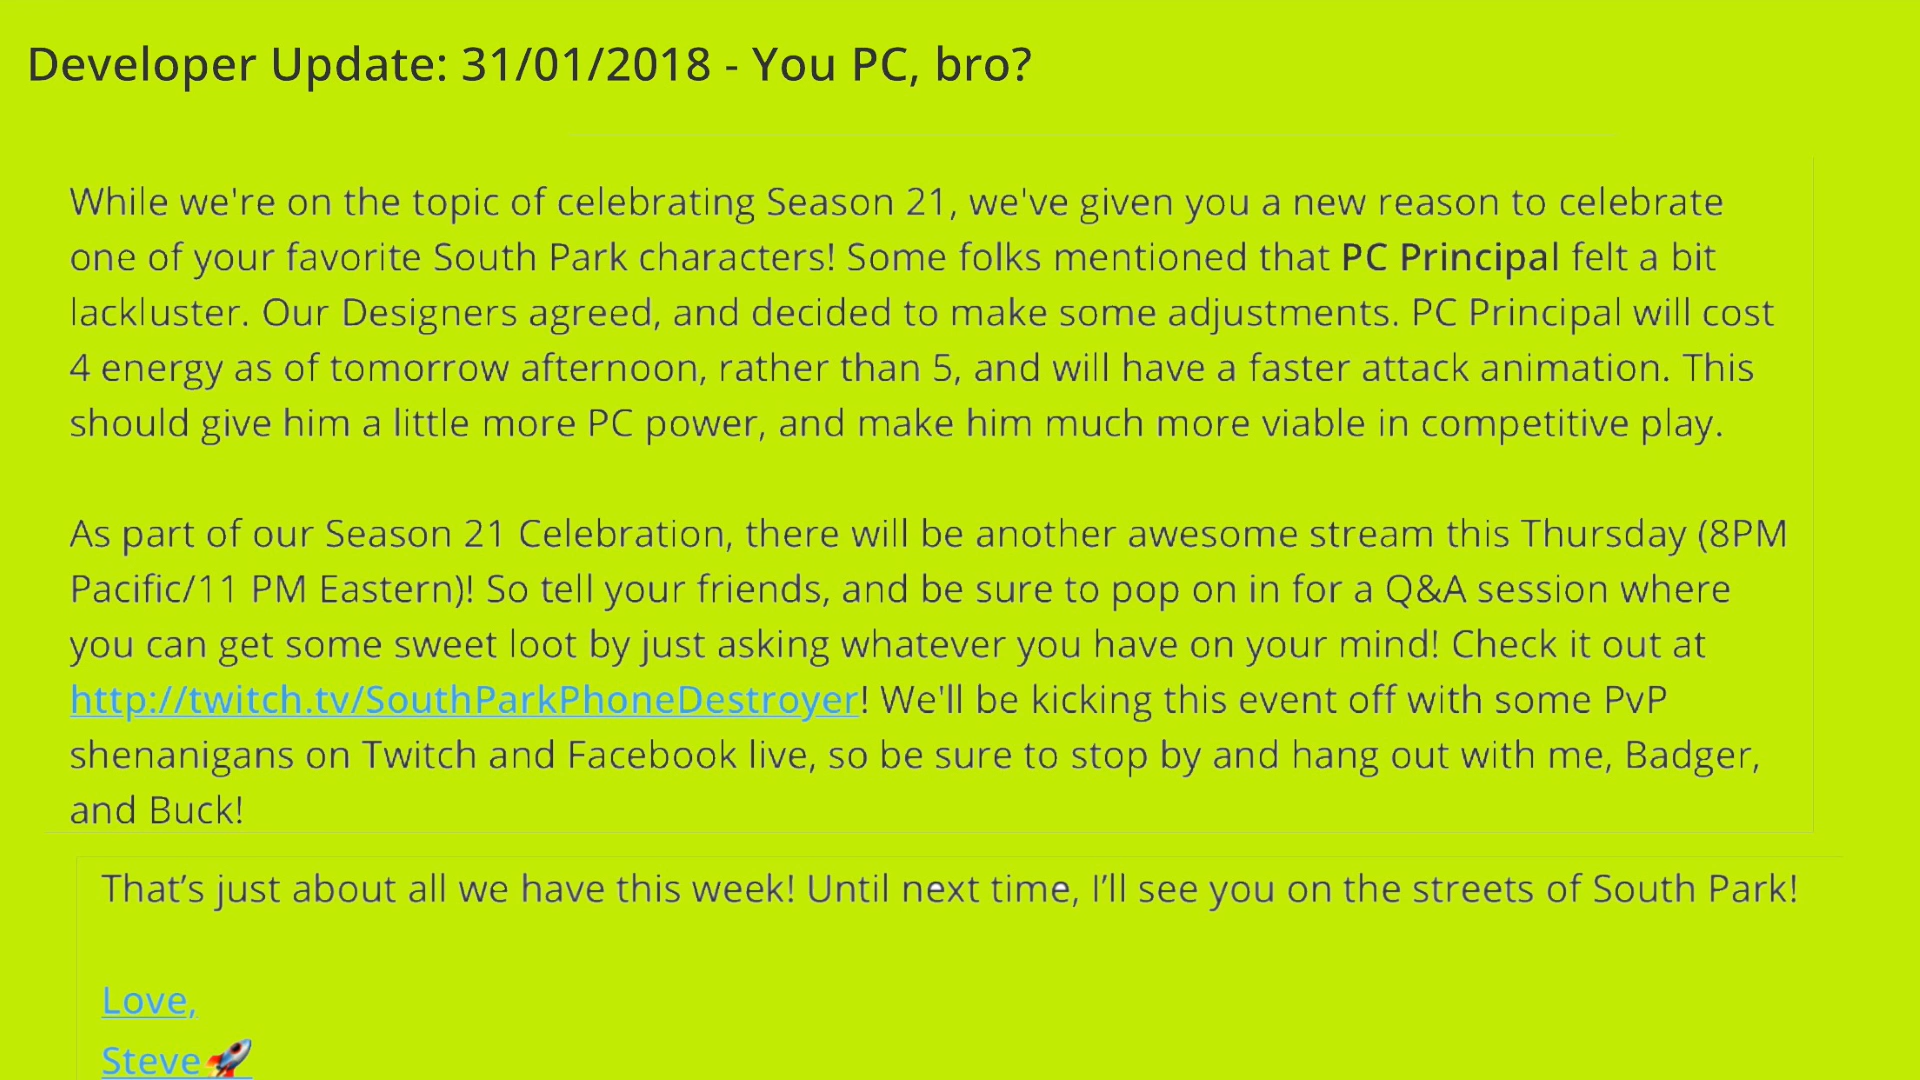 Developer Update: 31/01/2018 - You PC, bro?
While we're on the topic of celebrating Season 21, we've given you a new reason to celebrate
one of your favorite South Park characters! Some folks mentioned that PC Principal felt a bit
lackluster. Our Designers agreed, and decided to make some adjustments. PC Principal will cost
4 energy as of tomorrow afternoon, rather than 5, and will have a faster attack animation. This
should give him a little more PC power, and make him much more viable in competitive play.
As part of our Season 21 Celebration, there will be another awesome stream this Thursday (8PM
Pacific/11 PM Eastern)! So tell your friends, and be sure to pop on in for a Q&A session where
you can get some sweet loot by just asking whatever you have on your mind! Check it out at
http://twitch.tv/SouthParkPhoneDestroyer! We'll be kicking this event off with some PvP
shenanigans on Twitch and Facebook live, so be sure to stop by and hang out with me, Badger,
and Buck!
That’s just about all we have this week! Until next time, I’ll see you on the streets of South Park!
Love,
Steve🚀